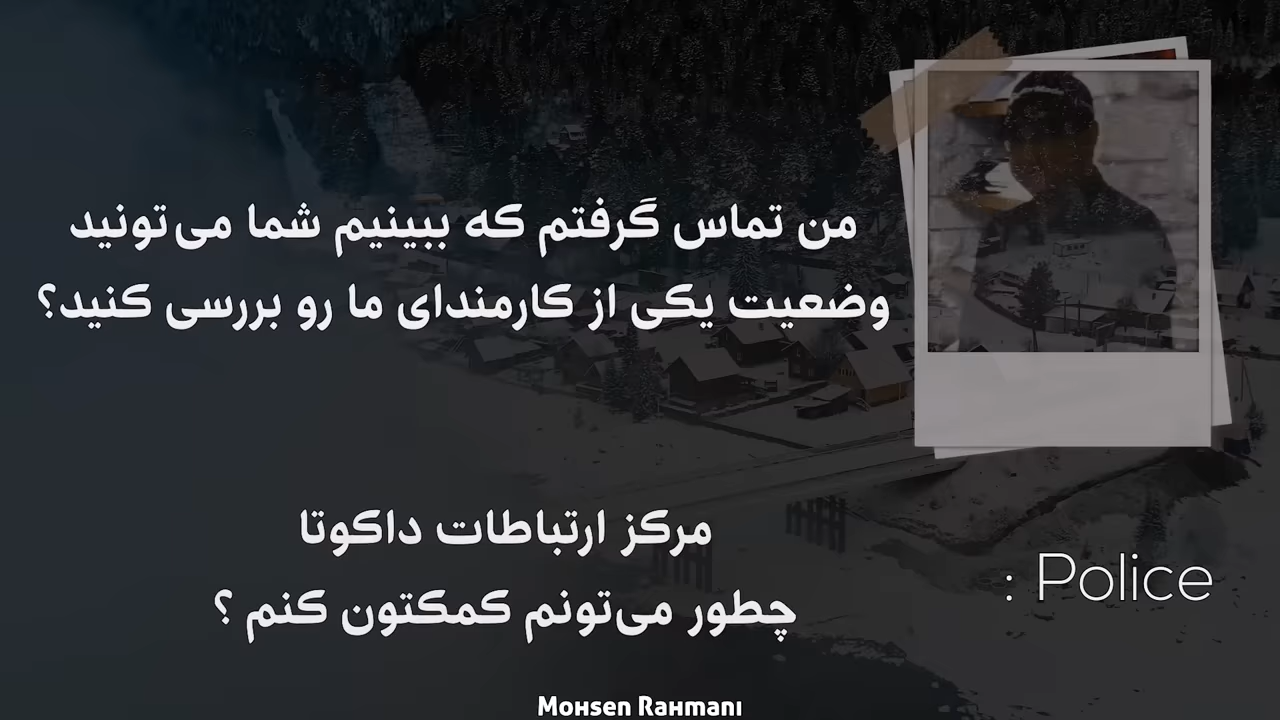 من تماس گرفتم که ببینیم شما می‌تونید
وضعیت یکی از کارمندای ما رو بررسی کنید؟
مرکز ارتباطات داکوتا
چطور می‌تونم کمکتون کنم ؟
: Police
Mohsen Rahmani